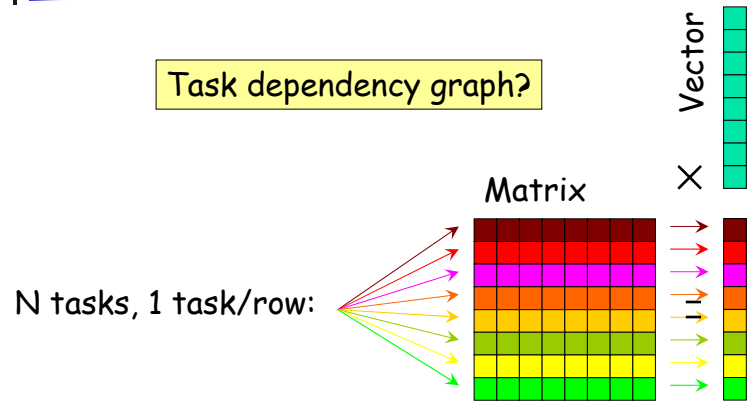 Task dependency graph?
Vector
×
Matrix
N tasks, 1 task/row:
=